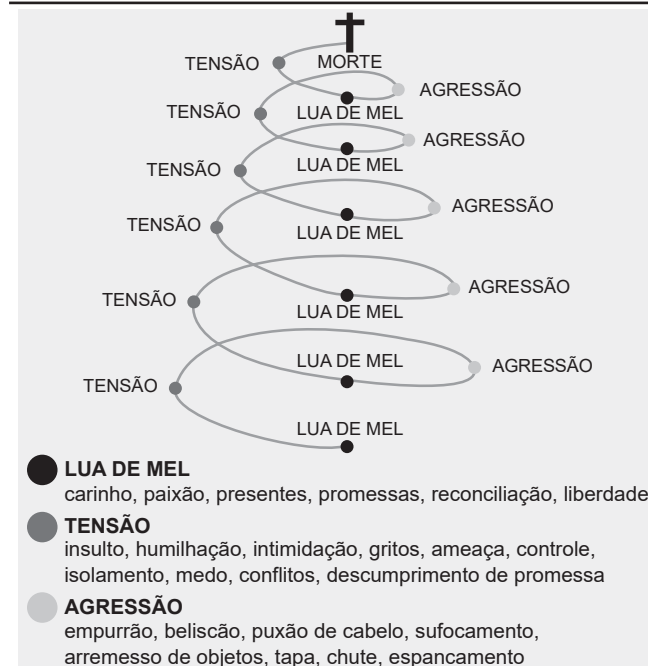 MORTE
TENSÃO
AGRESSÃO
LUA DE MEL
TENSÃO
AGRESSÃO
LUA DE MEL
TENSÃO
AGRESSÃO
LUA DE MEL
TENSÃO
AGRESSÃO
LUA DE MEL
TENSÃO
LUA DE MEL
AGRESSÃO
TENSÃO
LUA DE MEL
LUA DE MEL
carinho, paixão, presentes, promessas, reconciliação, liberdade
TENSÃO
insulto, humilhação, intimidação, gritos, ameaça, controle,
isolamento, medo, conflitos, descumprimento de promessa
AGRESSÃO
empurrão, beliscão, puxão de cabelo, sufocamento,
arremesso de objetos, tapa, chute, espancamento